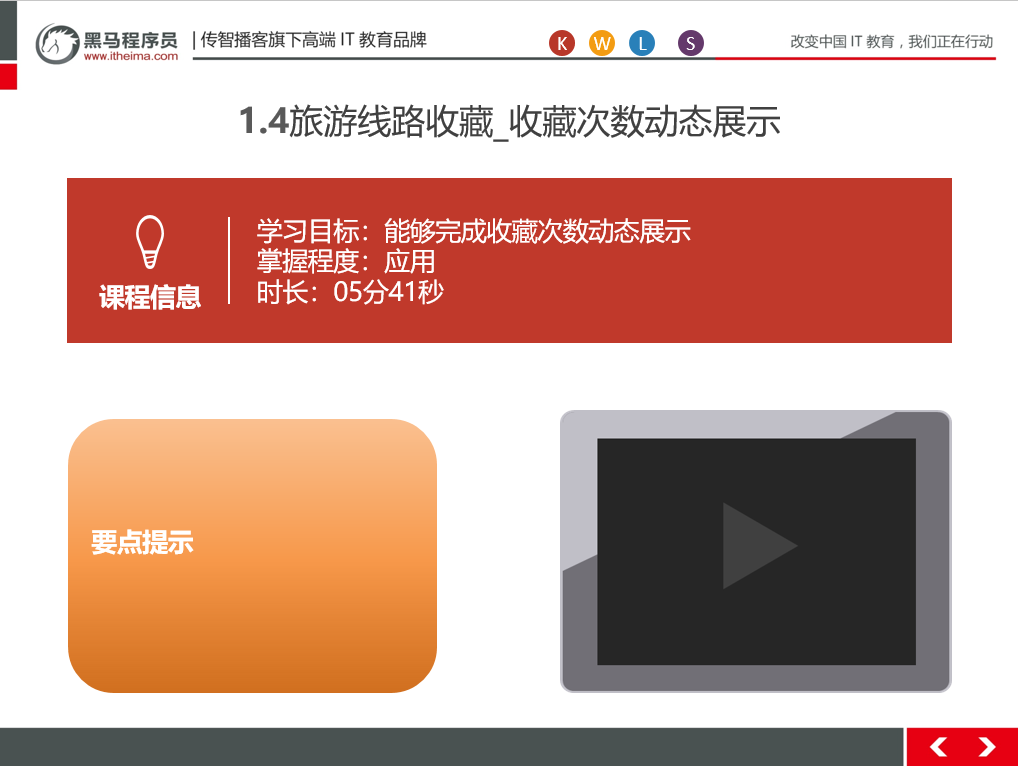 黑马程序员
www.itheima.com
传智播客旗下高端 IT 教育品牌
K W L S
改变中国 IT 教育，我们正在行动
1.4旅游线路收藏_收藏次数动态展示
课程信息
学习目标：能够完成收藏次数动态展示
掌握程度：应用
时长：05分41秒
要点提示